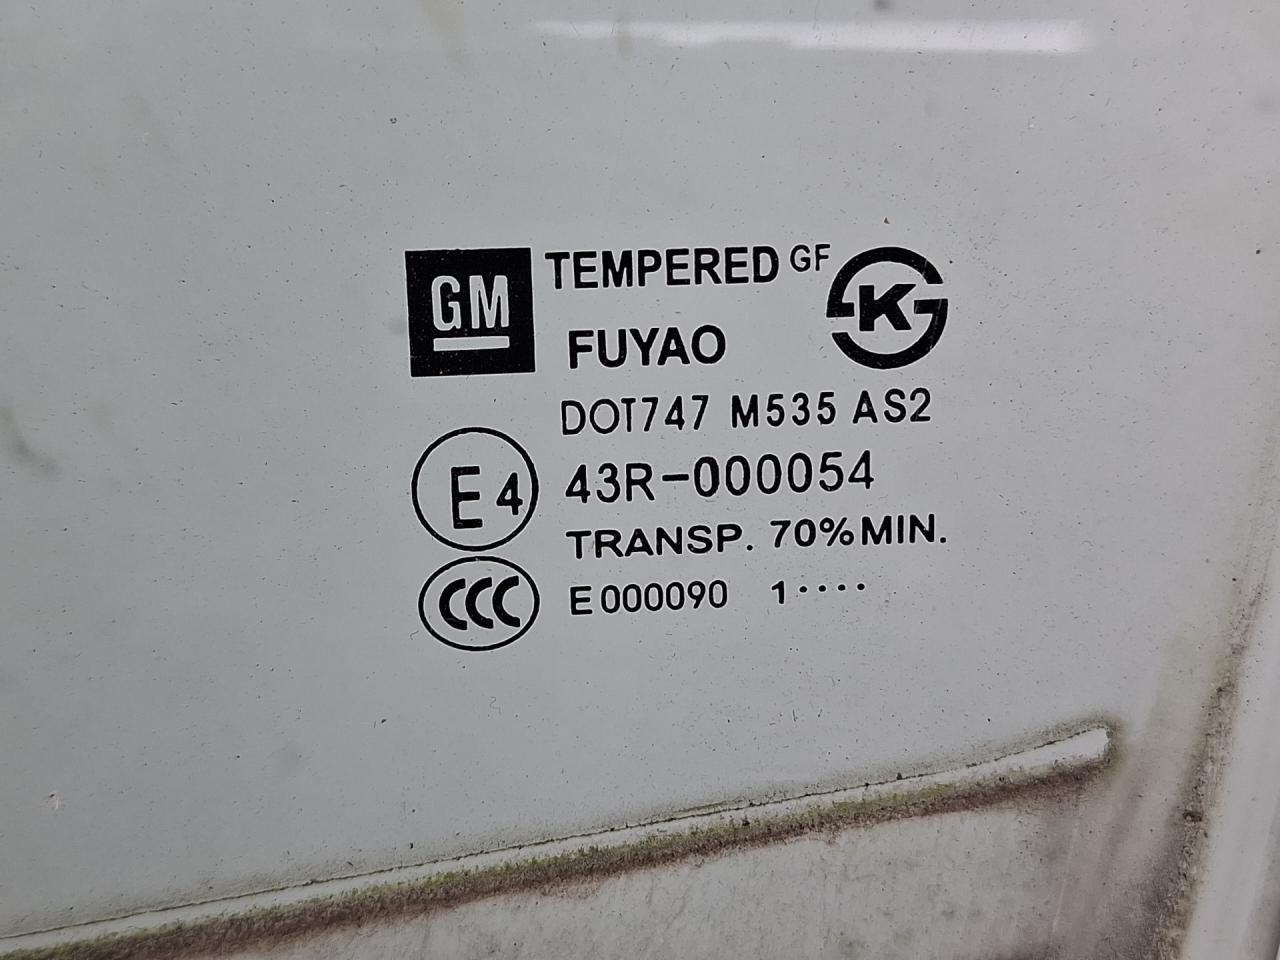 GM TEMPERED GF
K
FUYAO
DOT747 M535 AS2
E4 43R-000054
TRANSP. 70% MIN.
CCC E000090 1····